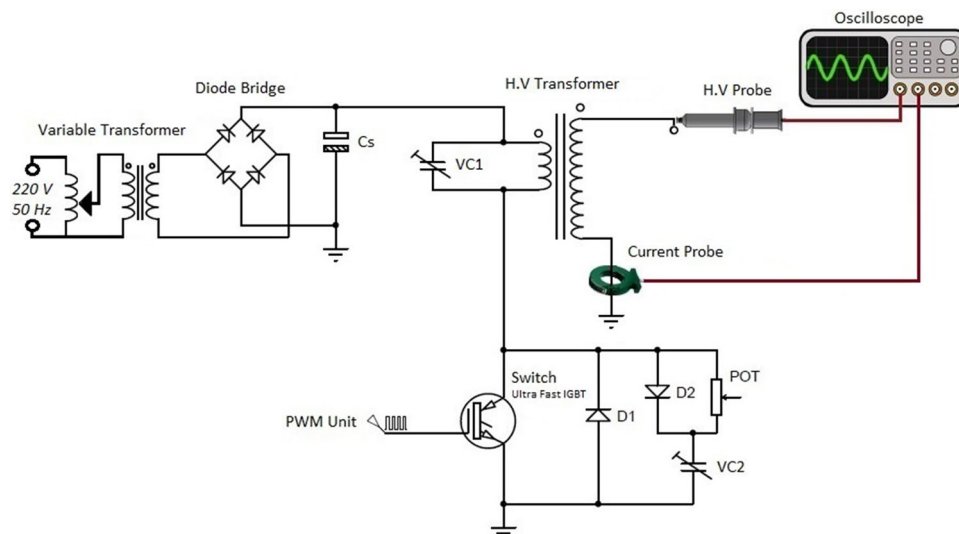 Oscilloscope
H.V Transformer
H.V Probe
Diode Bridge
Variable Transformer
Cs
VC1
220 V
50 Hz
Current Probe
Switch
Ultra Fast IGBT
D2
POT
PWM Unit
D1
VC2